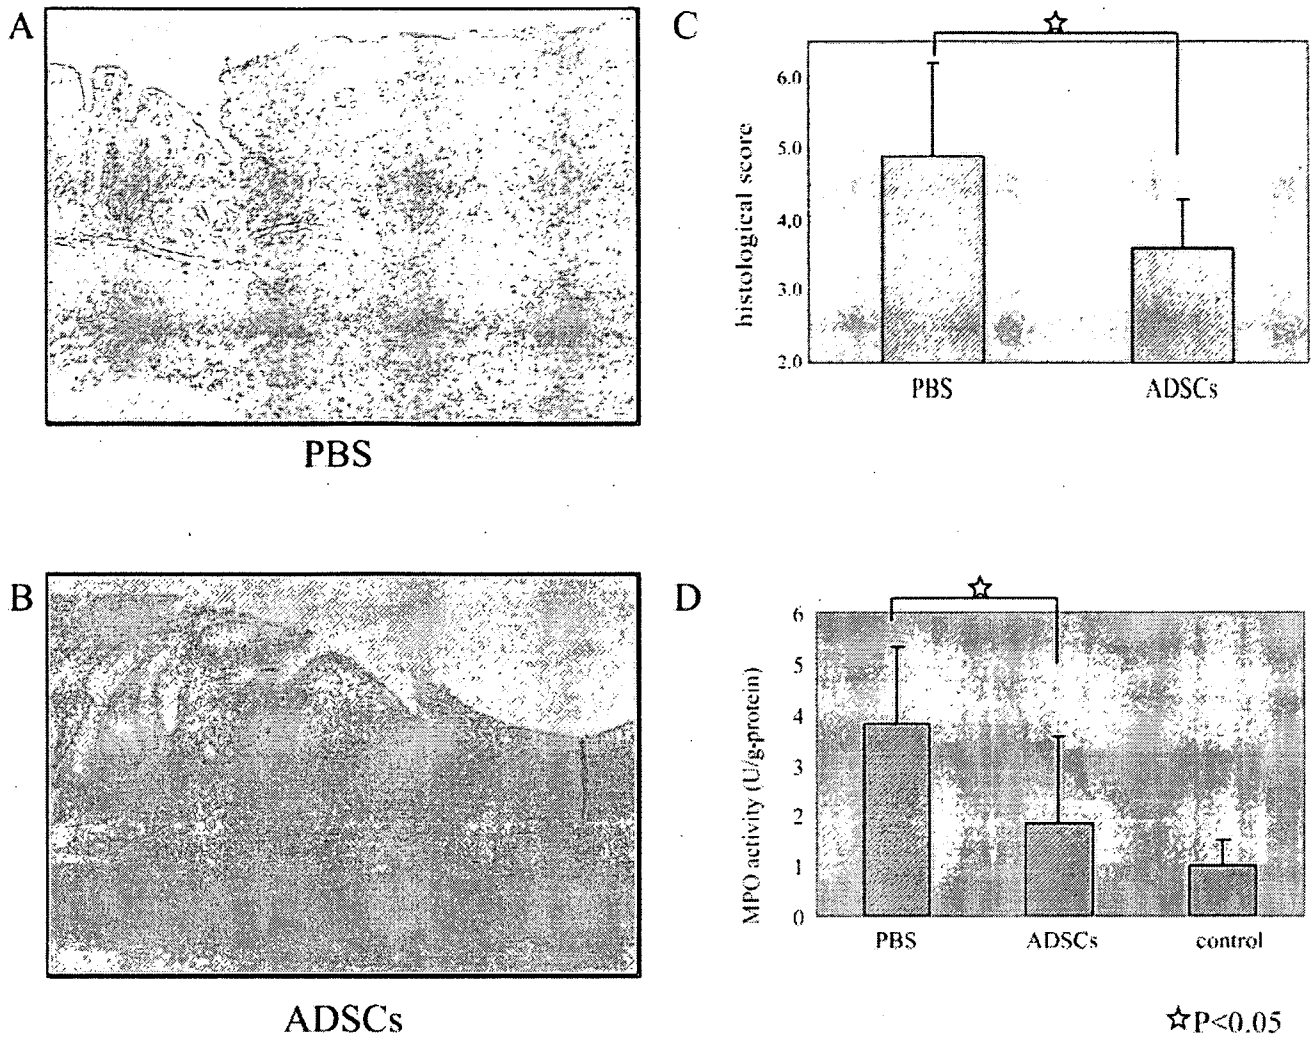 A
PBS
B
ADSCs
C
☆
histological score
6.0
5.0
4.0
3.0
2.0
PBS
ADSCs
D
☆
MPO activity (U/g-protein)
6
5
4
3
2
1
0
PBS
ADSCs
control
☆P<0.05